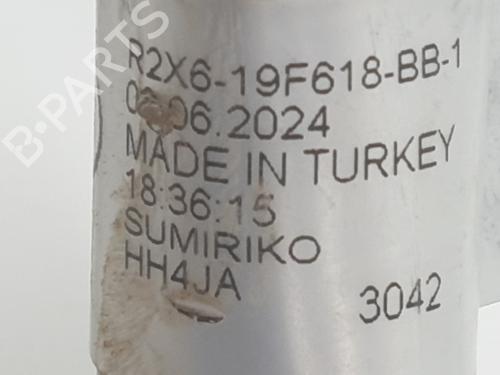 R2X6-19F618-BB-1
.06.2024
MADE IN TURKEY
18:36:15
SUMIRIKO
HH4JA
3042
B-PARTS